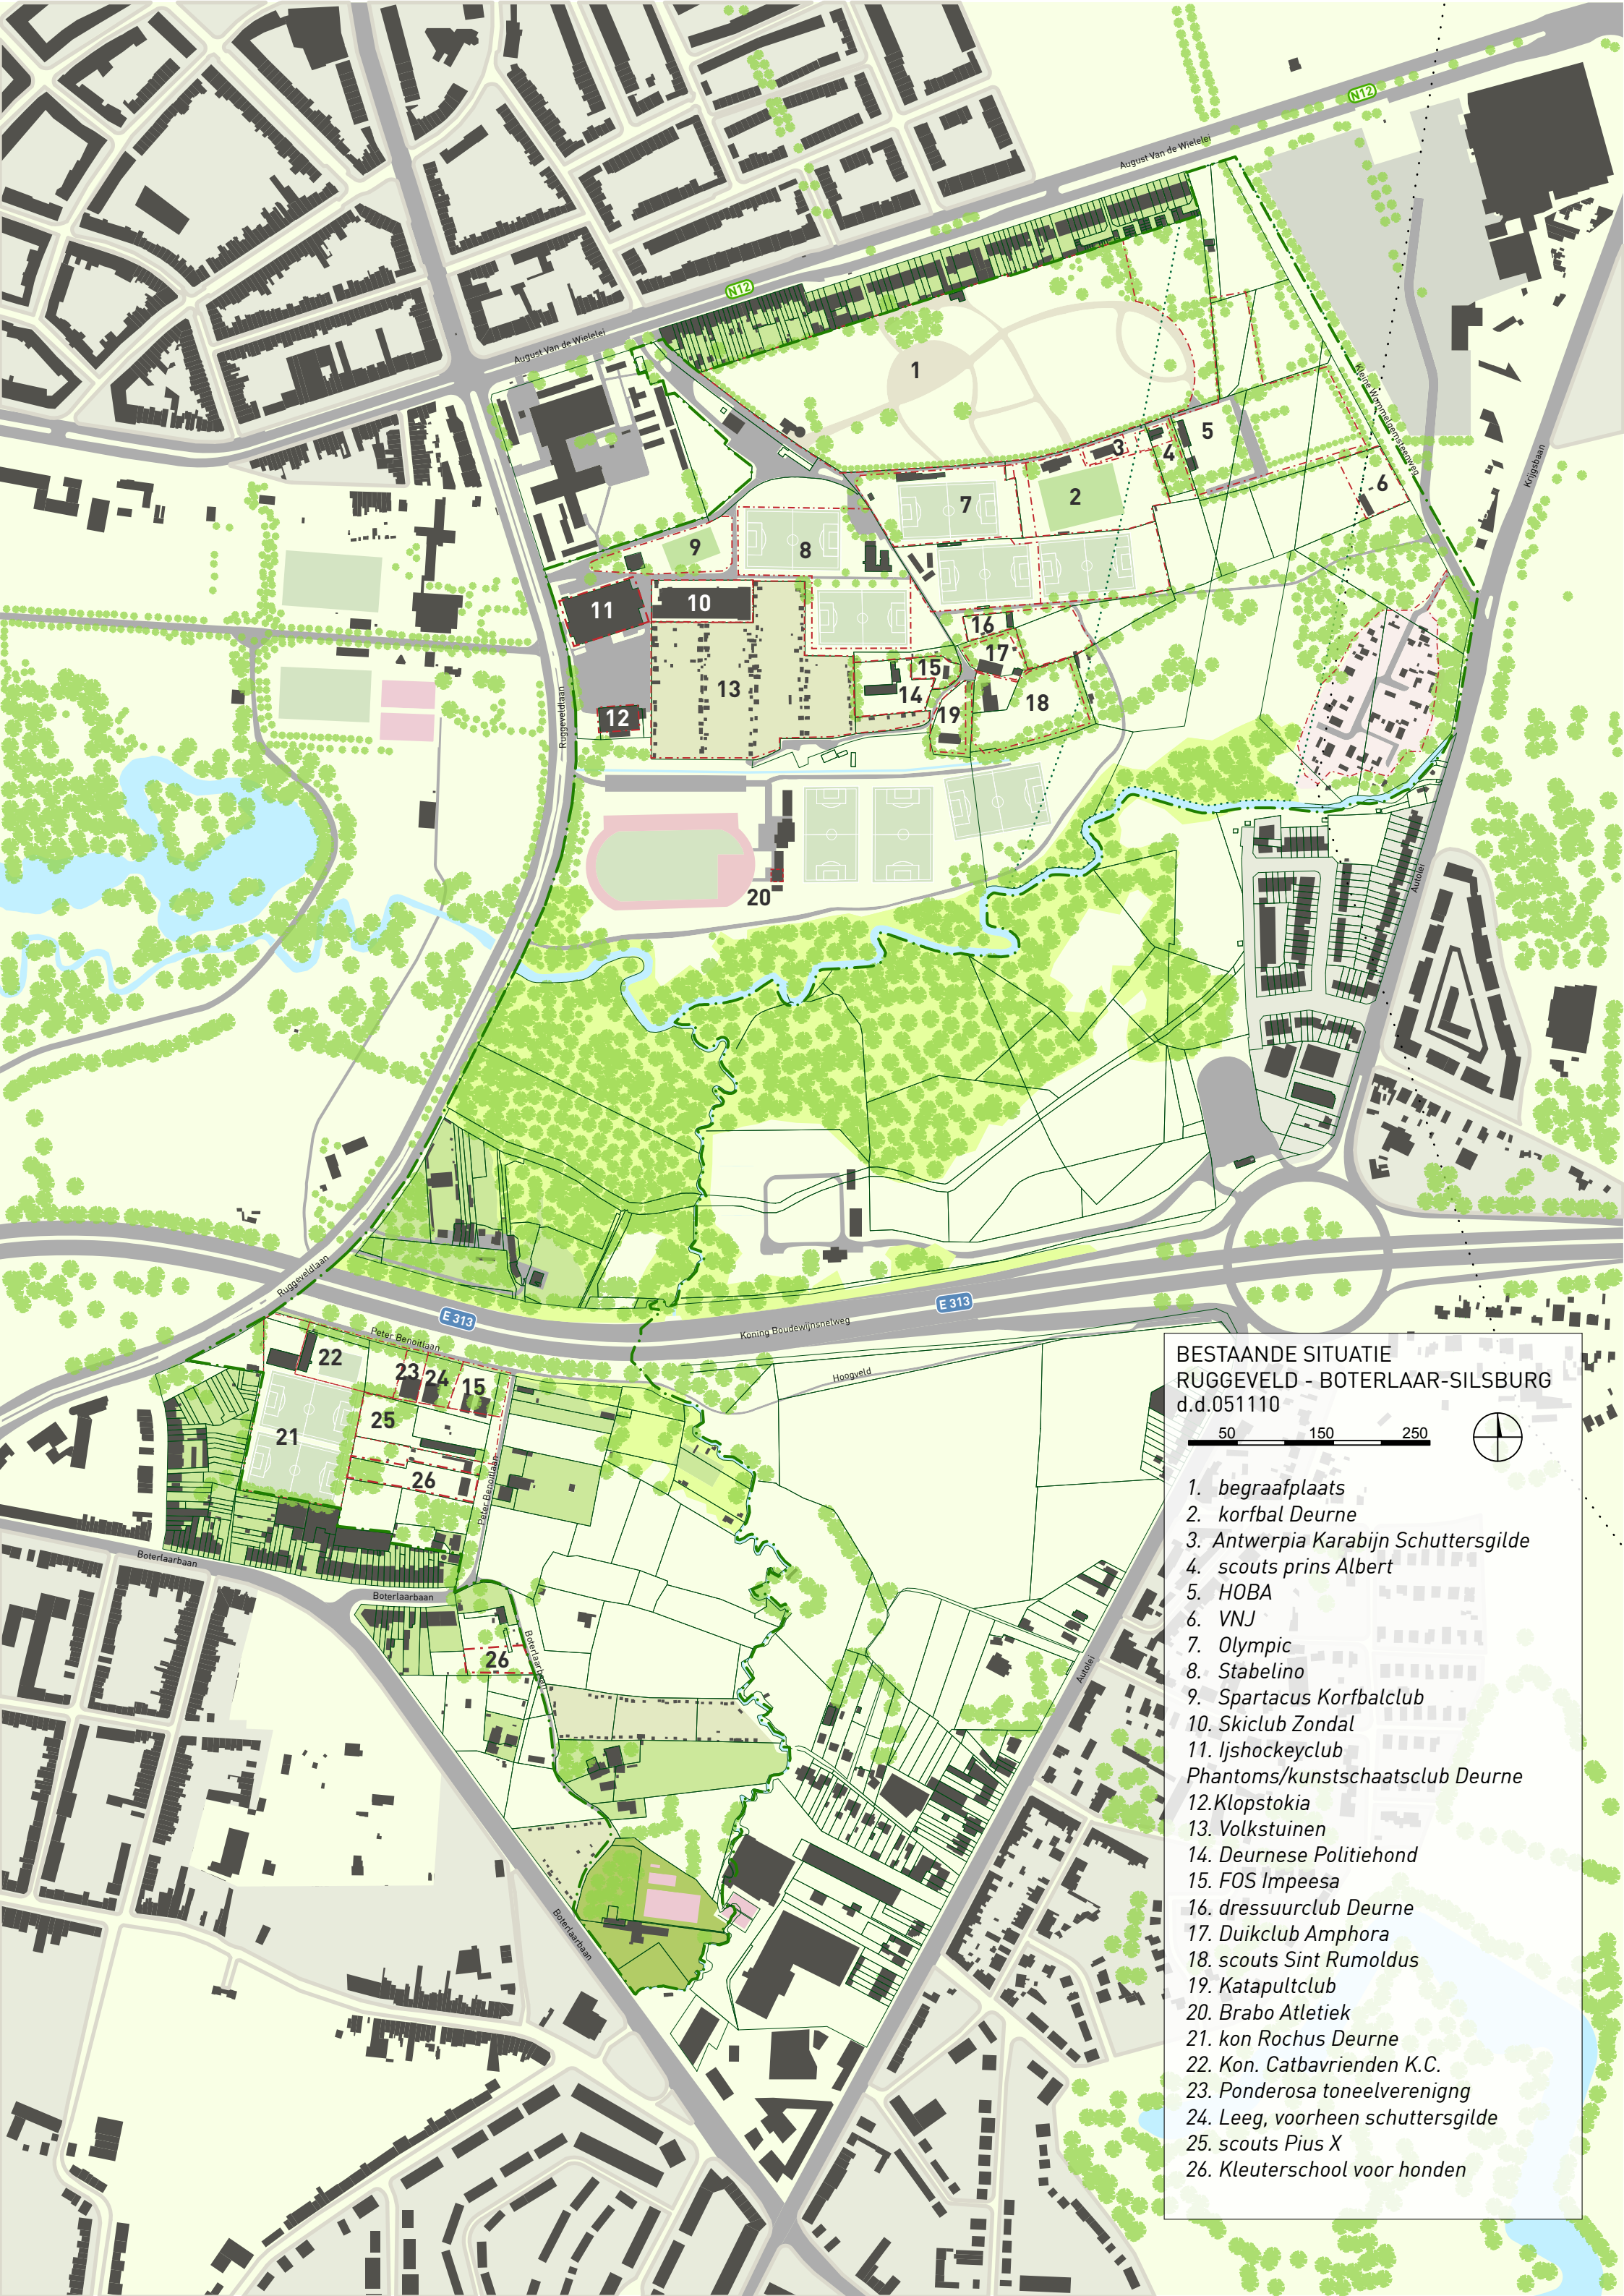 N12
August Van de Wielelei
N12
August Van de Wielelei
1
Kleine Wommelgemsteenweg
Krijgsbaan
3
5
4
6
2
7
8
9
10
11
16
17
15
13
14
18
12
19
Ruggeveldlaan
20
Autolei
Ruggeveldlaan
E 313
E 313
Koning Boudewijnsnelweg
Peter Benoitlaan
22
23
24
15
Hoogveld
25
21
26
Peter Benoitlaan
Boterlaarbaan
Boterlaarbaan
Boterlaarbaan
26
Autolei
Boterlaarbaan
BESTAANDE SITUATIE
RUGGEVELD - BOTERLAAR-SILSBURG
d.d.051110
50 150 250
1. begraafplaats
2. korfbal Deurne
3. Antwerpia Karabijn Schuttersgilde
4. scouts prins Albert
5. HOBA
6. VNJ
7. Olympic
8. Stabelino
9. Spartacus Korfbalclub
10. Skiclub Zondal
11. Ijshockeyclub
Phantoms/kunstschaatsclub Deurne
12.Klopstokia
13. Volkstuinen
14. Deurnese Politiehond
15. FOS Impeesa
16. dressuurclub Deurne
17. Duikclub Amphora
18. scouts Sint Rumoldus
19. Katapultclub
20. Brabo Atletiek
21. kon Rochus Deurne
22. Kon. Catbavrienden K.C.
23. Ponderosa toneelverenigng
24. Leeg, voorheen schuttersgilde
25. scouts Pius X
26. Kleuterschool voor honden